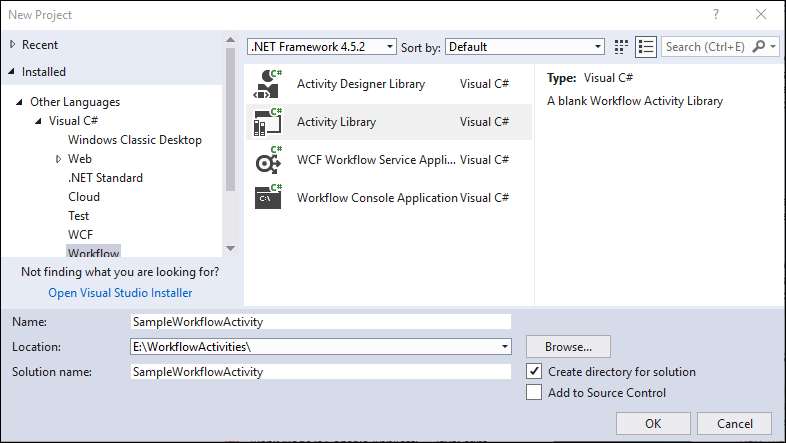 New Project
?
Recent
Installed
Other Languages
Visual C#
Windows Classic Desktop
Web
.NET Standard
Cloud
Test
WCF
Workflow
Not finding what you are looking for?
Open Visual Studio Installer
.NET Framework 4.5.2 Sort by: Default Search (Ctrl+E)
C# Activity Designer Library Visual C#
C# Activity Library Visual C#
C# WCF Workflow Service Appli... Visual C#
C# C:\ Workflow Console Application Visual C#
Type: Visual C#
A blank Workflow Activity Library
Name: SampleWorkflowActivity
Location: E:\WorkflowActivities\ Browse...
Solution name: SampleWorkflowActivity Create directory for solution
Add to Source Control
OK Cancel